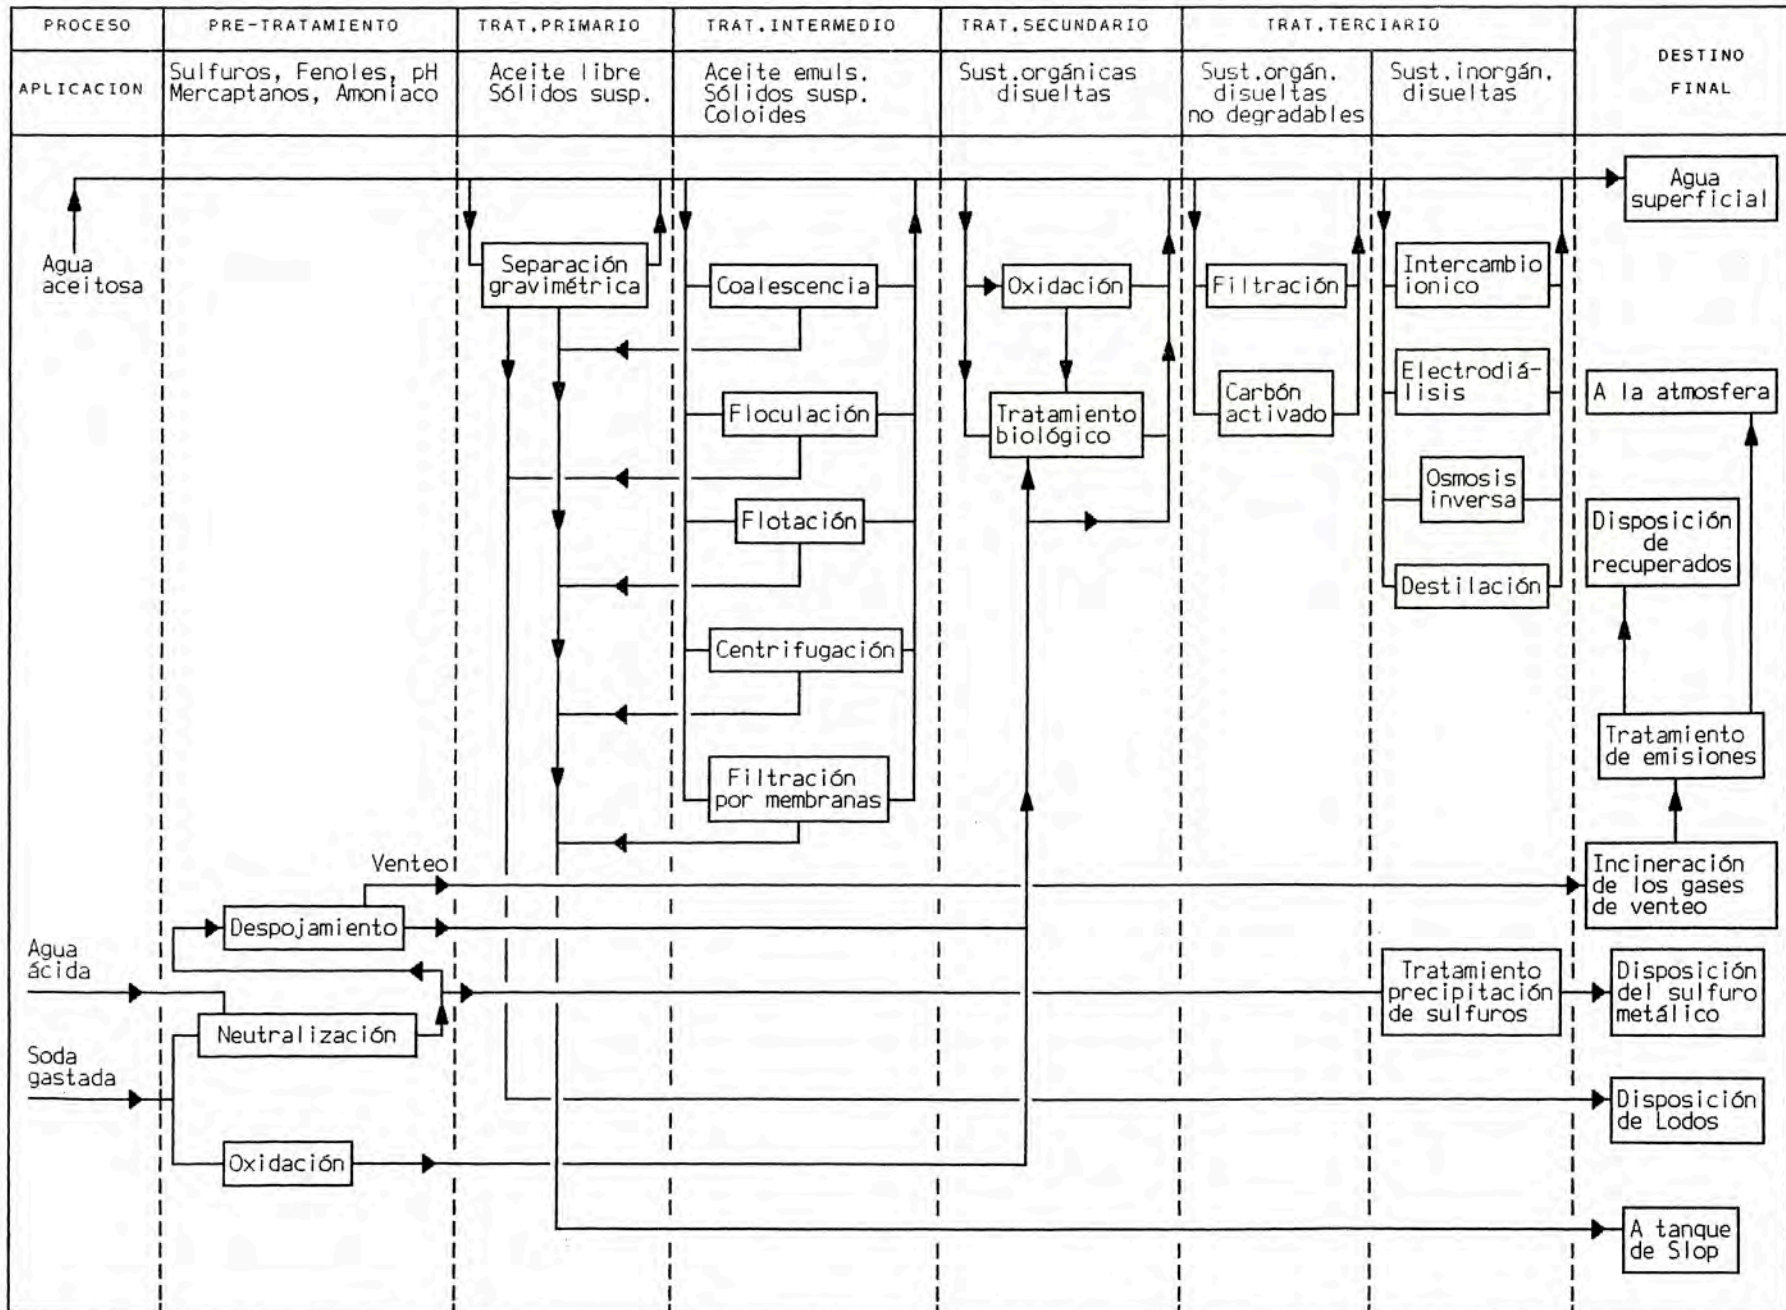 PROCESO
PRE-TRATAMIENTO
TRAT.PRIMARIO
TRAT.INTERMEDIO
TRAT.SECUNDARIO
TRAT.TERCIARIO
DESTINO
FINAL
APLICACION
Sulfuros, Fenoles, pH
Mercaptanos, Amoniaco
Aceite libre
Sólidos susp.
Aceite emuls.
Sólidos susp.
Coloides
Sust.orgánicas
disueltas
Sust.orgán.
disueltas
no degradables
Sust.inorgán.
disueltas
Agua
aceitosa
Separación
gravimétrica
Coalescencia
Floculación
Flotación
Centrifugación
Filtración
por membranas
Oxidación
Tratamiento
biológico
Filtración
Carbón
activado
Intercambio
ionico
Electrodiá-
lisis
Osmosis
inversa
Destilación
Agua
superficial
A la atmosfera
Disposición
de
recuperados
Tratamiento
de emisiones
Incineración
de los gases
de venteo
Venteo
Despojamiento
Agua
ácida
Neutralización
Soda
gastada
Oxidación
Tratamiento
precipitación
de sulfuros
Disposición
del sulfuro
metálico
Disposición
de Lodos
A tanque
de Slop